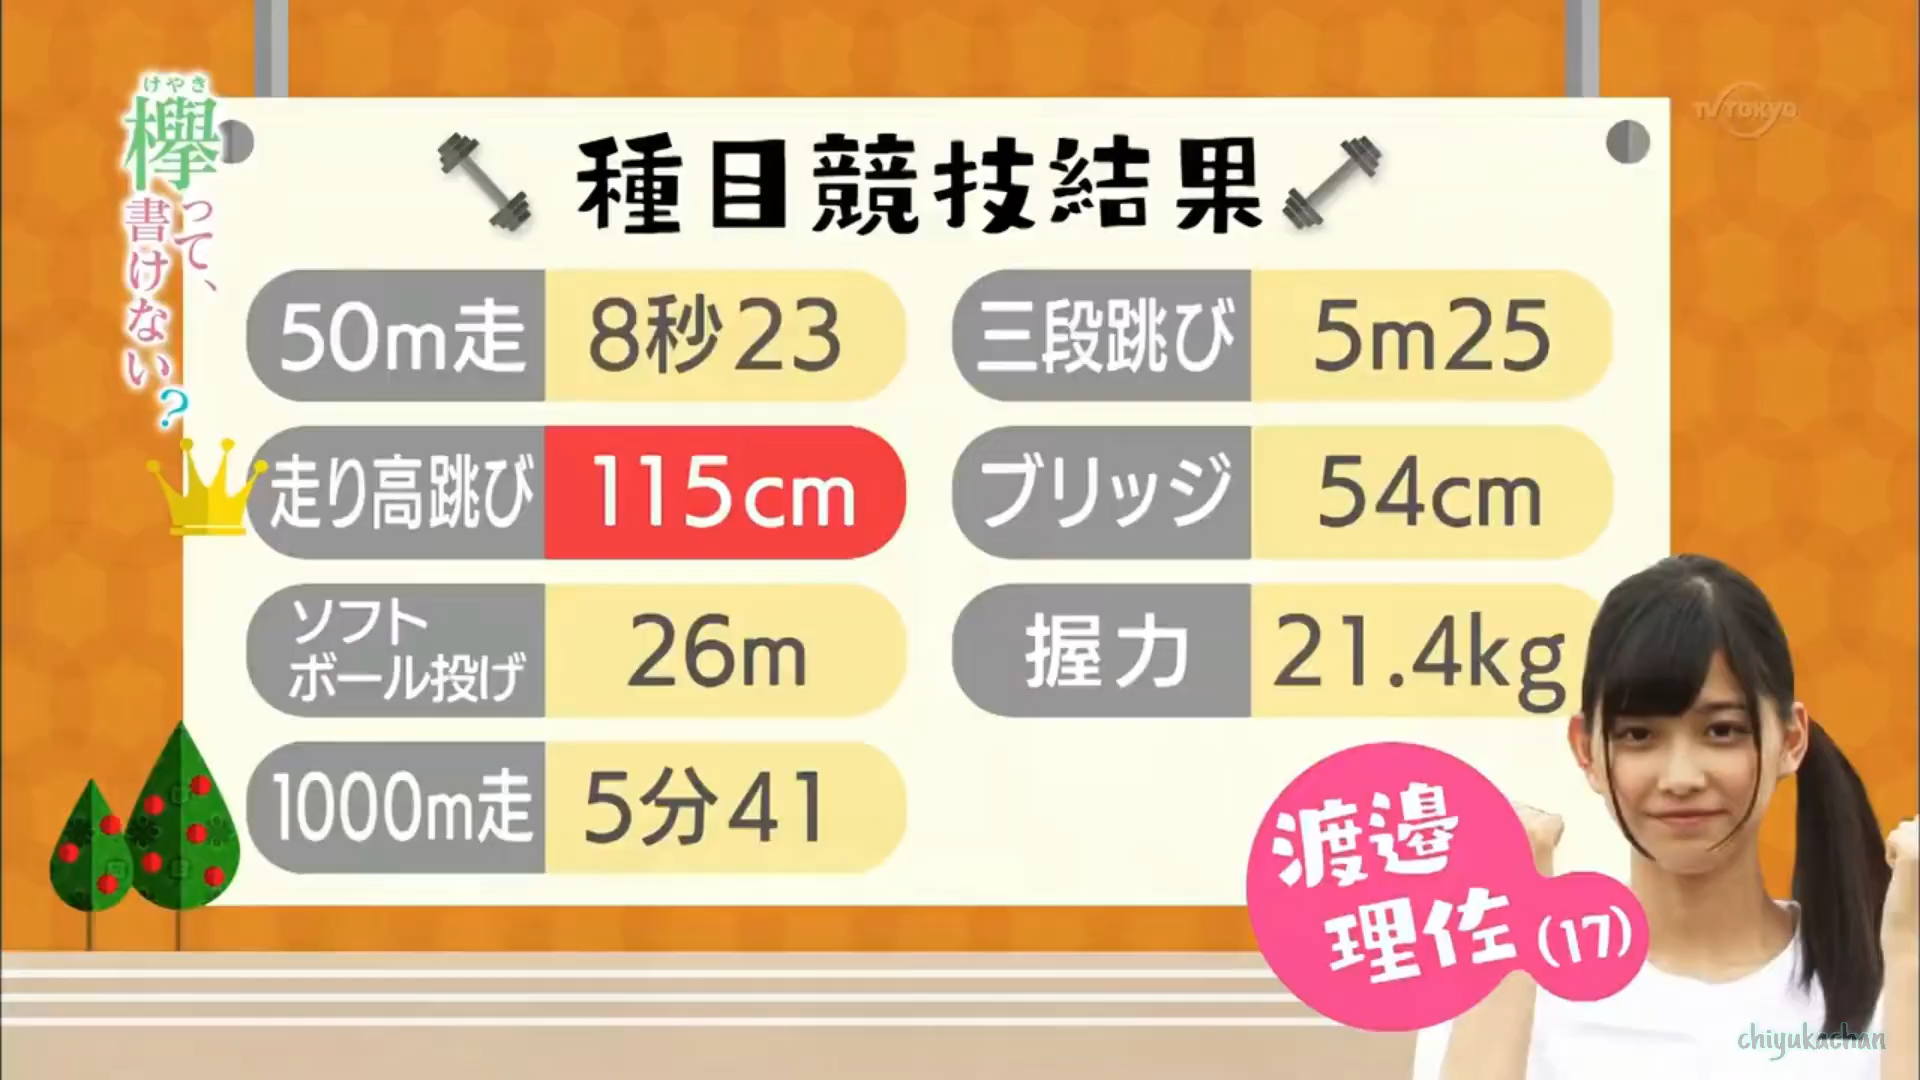 けやき
欅って、
書けない?
TV TOKYO
種目競技結果
50m走 8秒23
三段跳び 5m25
走り高跳び 115cm
ブリッジ 54cm
ソフト
ボール投げ 26m
握力 21.4kg
1000m走 5分41
渡邉
理佐(17)
chiyukachan